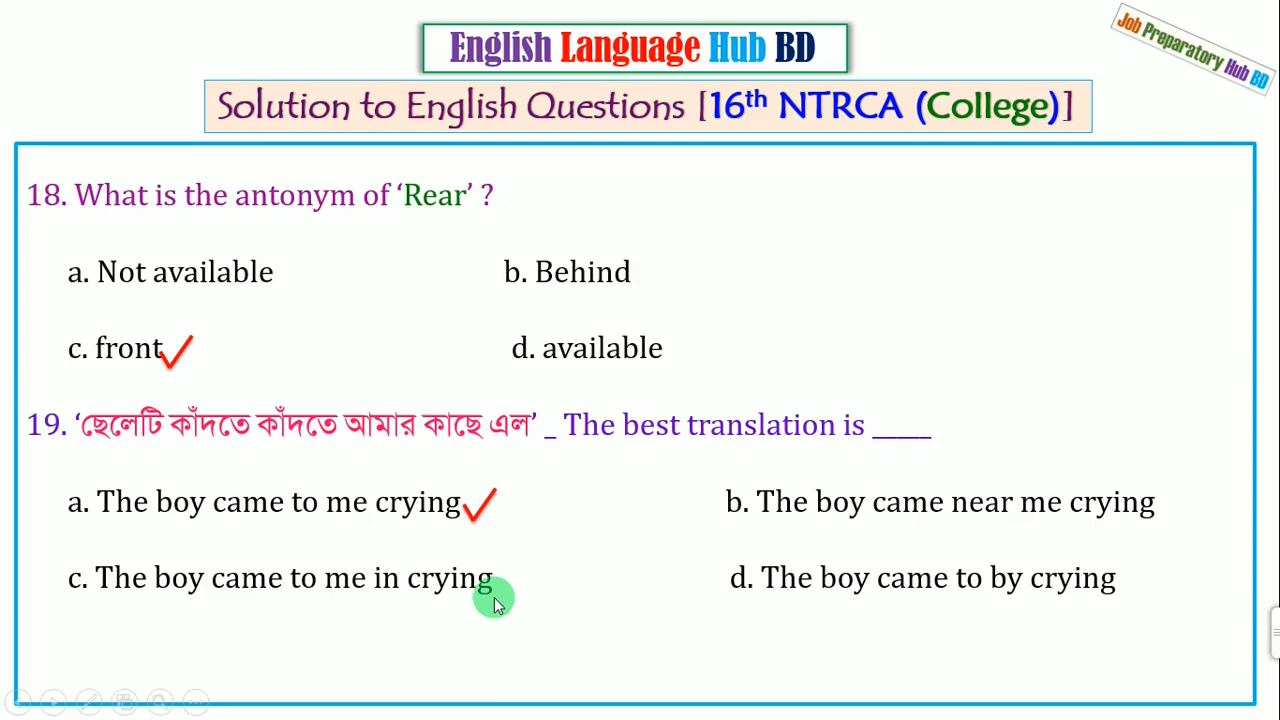 English Language Hub BD
Job Preparatory Hub BD
Solution to English Questions [16th NTRCA (College)]
18. What is the antonym of ‘Rear’ ?
a. Not available b. Behind
c. front d. available
19. ‘ছেলেটি কাঁদতে কাঁদতে আমার কাছে এল’ _ The best translation is _____
a. The boy came to me crying b. The boy came near me crying
c. The boy came to me in crying d. The boy came to by crying